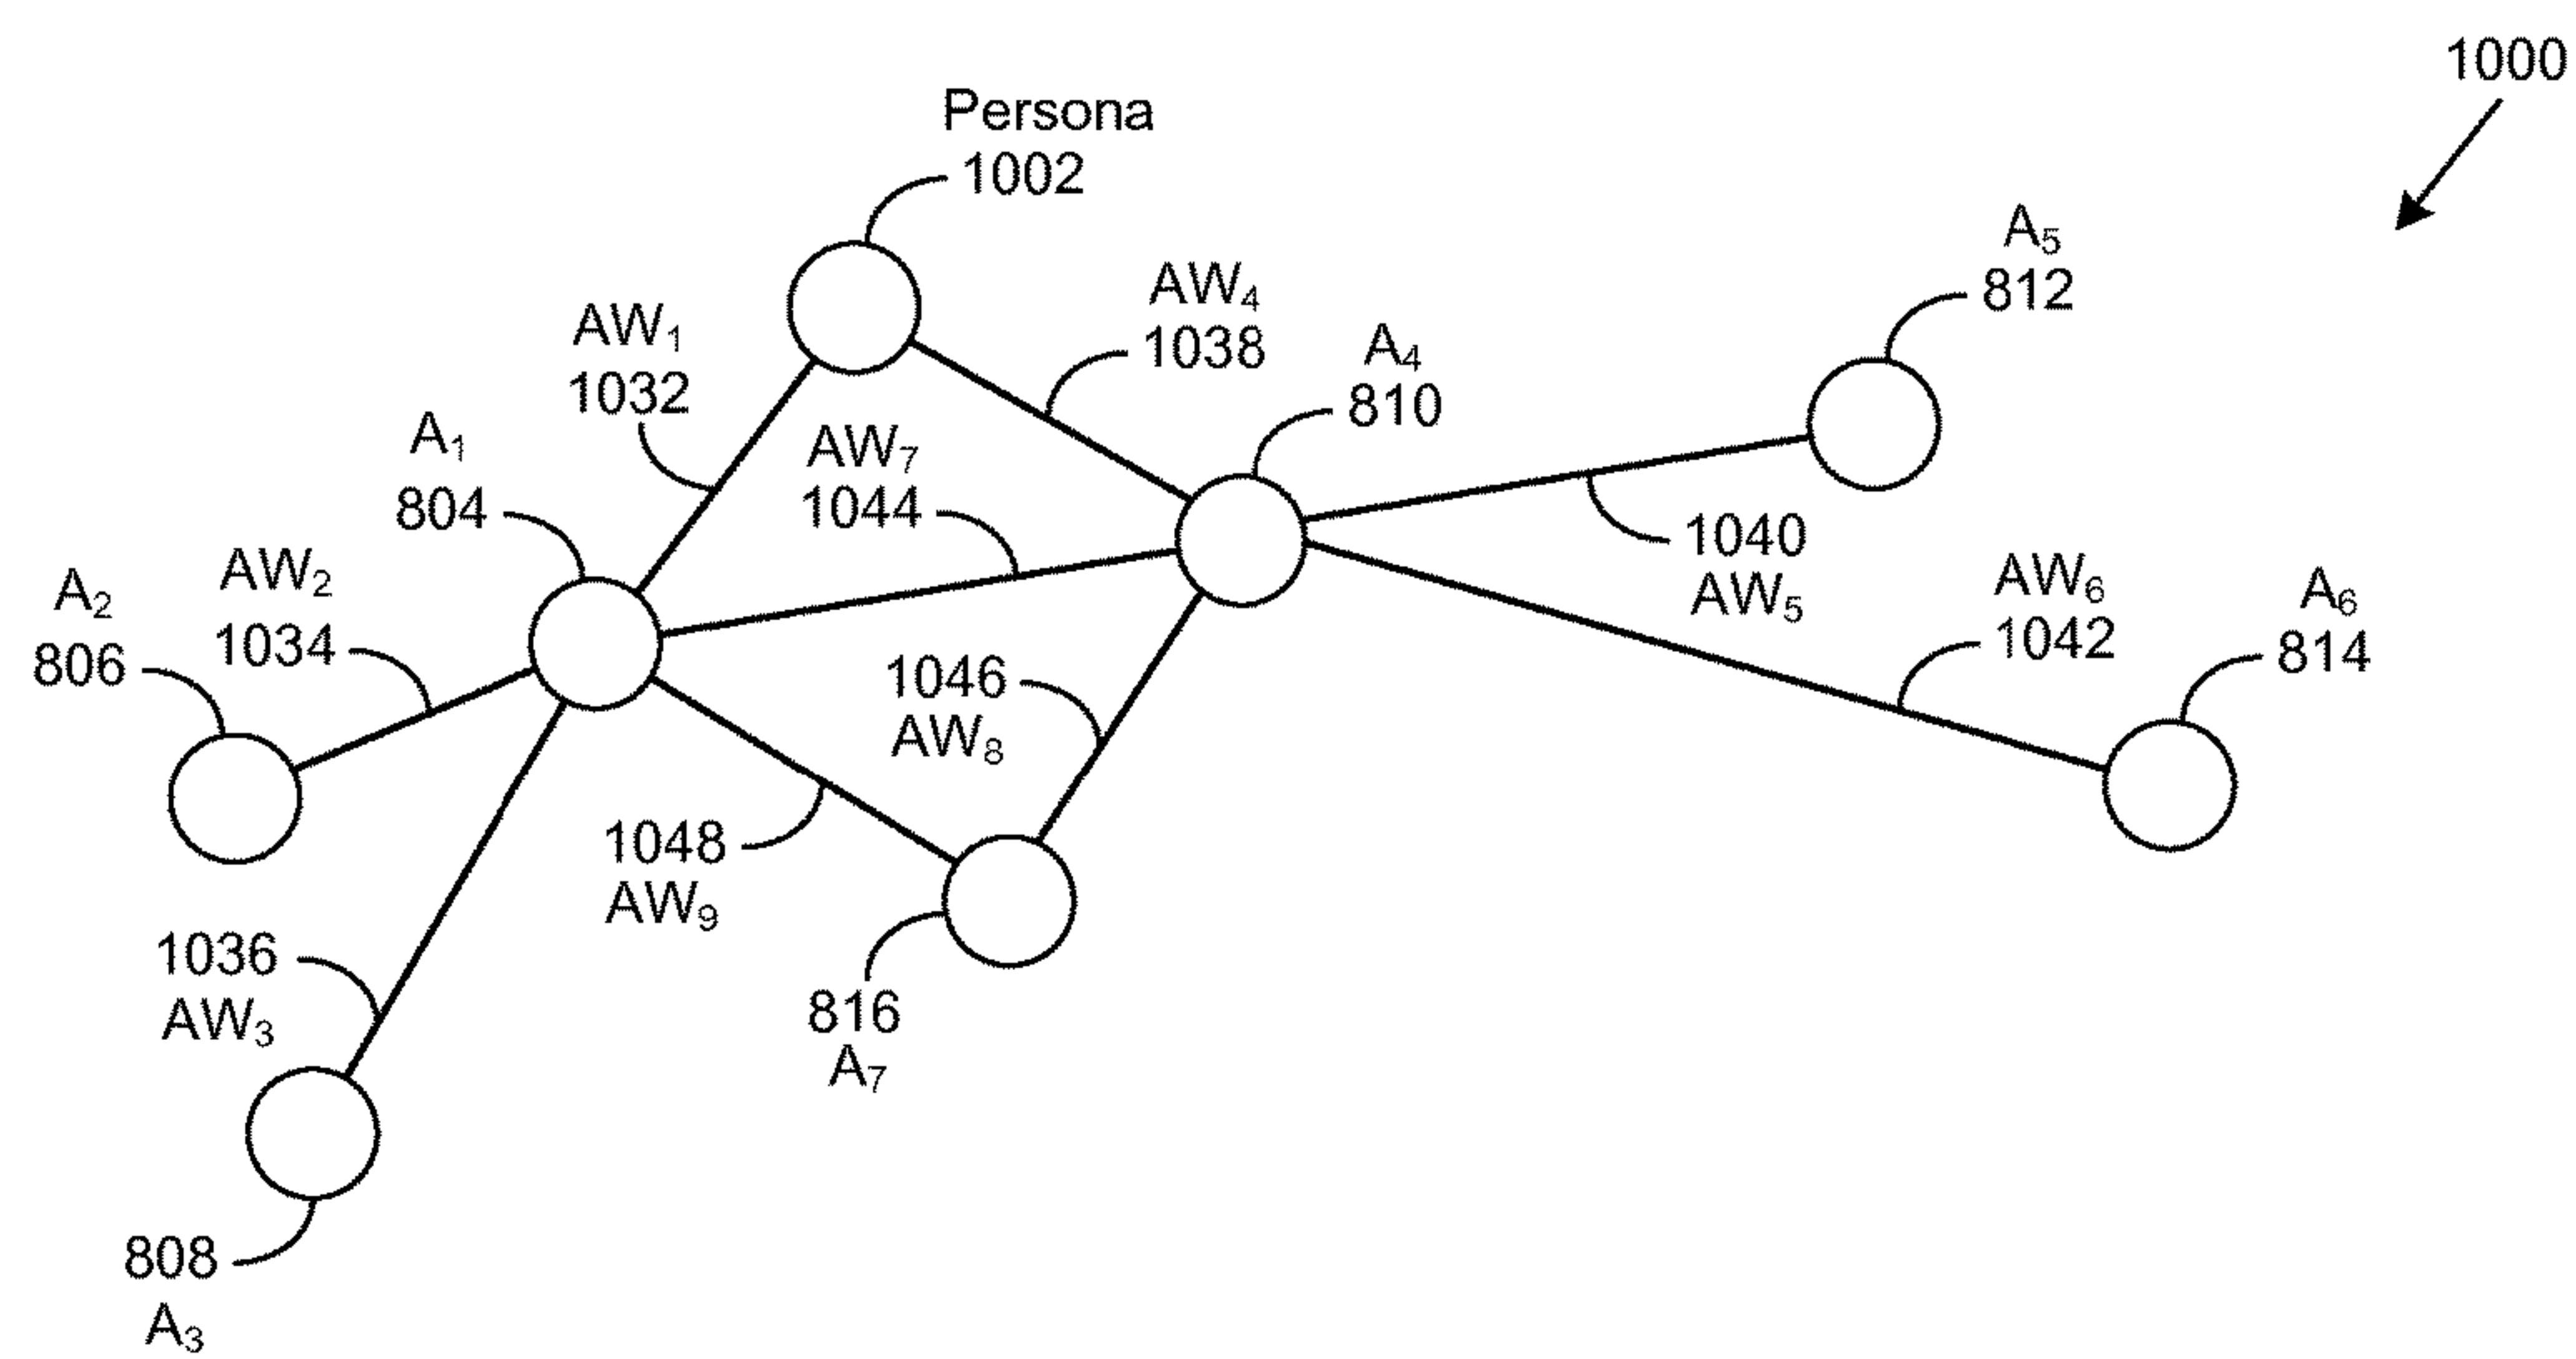 1000
Persona
1002
A₅
812
AW₄
1038
AW₁
1032
A₄
810
A₁
804
AW₇
1044
1040
AW₅
AW₆
1042
A₆
814
AW₂
1034
A₂
806
1046
AW₈
1048
AW₉
1036
AW₃
816
A₇
808
A₃